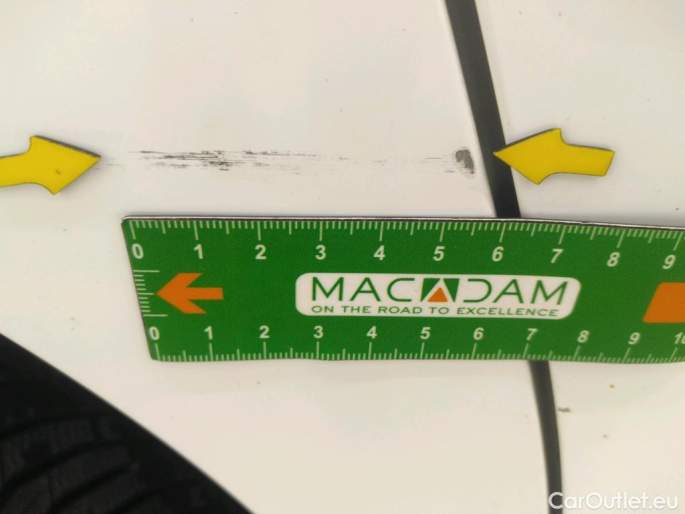 0 1 2 3 4 5 6 7 8 9
MACADAM
ON THE ROAD TO EXCELLENCE
0 1 2 3 4 5 6 7 8 9 10
CarOutlet.eu